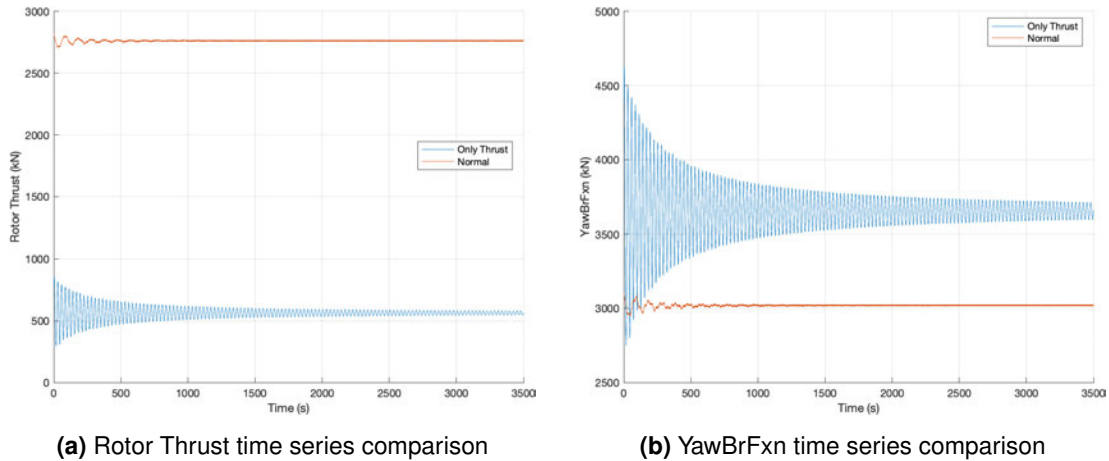 3000
2500
2000
1500
1000
500
0
Rotor Thrust (kN)
Only Thrust
Normal
0 500 1000 1500 2000 2500 3000 3500
Time (s)
(a) Rotor Thrust time series comparison
5000
4500
4000
3500
3000
2500
YawBrFxn (kN)
Only Thrust
Normal
0 500 1000 1500 2000 2500 3000 3500
Time (s)
(b) YawBrFxn time series comparison